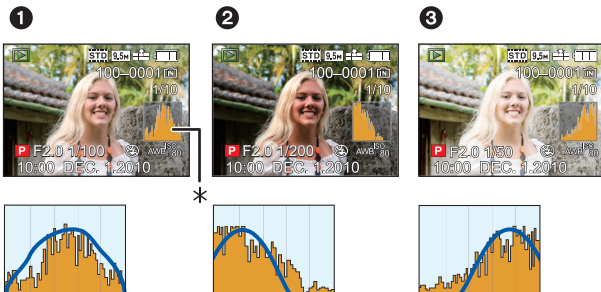 1 2 3
STD 9.5M
100–0001 IN
1/10
P F2.0 1/100 AWB ISO 80
10:00 DEC. 1.2010
STD 9.5M
100–0001 IN
1/10
P F2.0 1/200 AWB ISO 80
10:00 DEC. 1.2010
STD 9.5M
100–0001 IN
1/10
P F2.0 1/50 AWB ISO 80
10:00 DEC. 1.2010
*